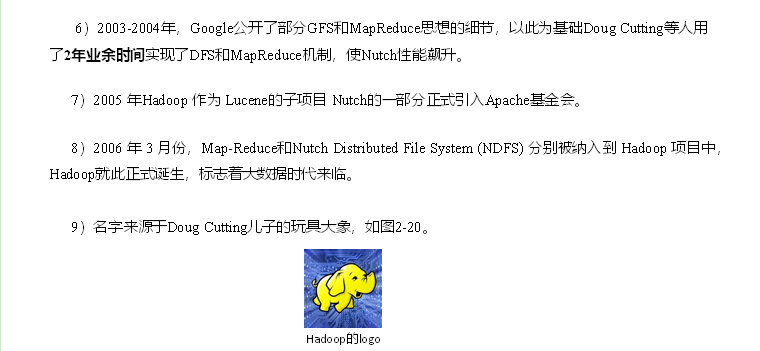 6）2003-2004年，Google公开了部分GFS和MapReduce思想的细节，以此为基础Doug Cutting等人用
了2年业余时间实现了DFS和MapReduce机制，使Nutch性能飙升。
7）2005 年Hadoop 作为 Lucene的子项目 Nutch的一部分正式引入Apache基金会。
8）2006 年 3 月份，Map-Reduce和Nutch Distributed File System (NDFS) 分别被纳入到 Hadoop 项目中，
Hadoop就此正式诞生，标志着大数据时代来临。
9）名字来源于Doug Cutting儿子的玩具大象，如图2-20。
Hadoop的logo